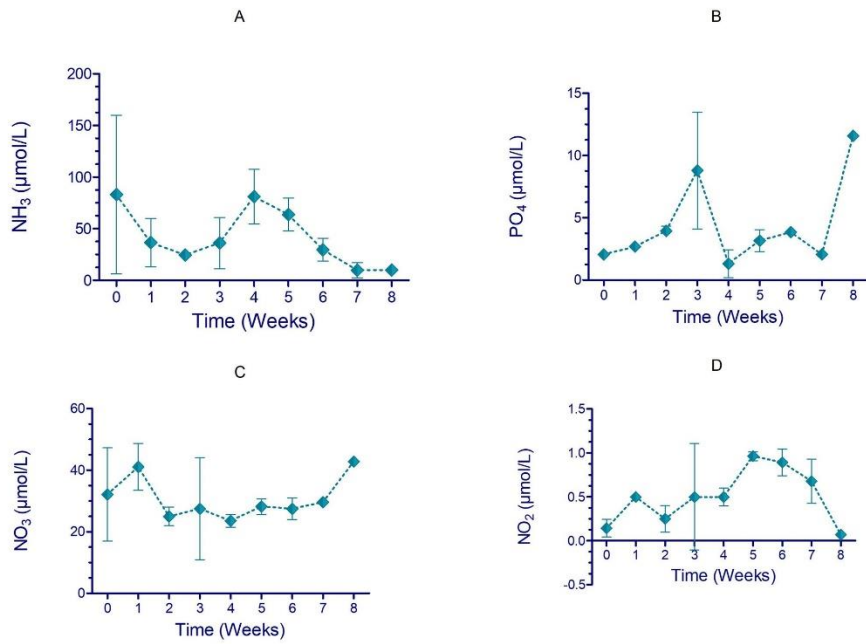 A
200
150
100
50
0
NH₃ (µmol/L)
0 1 2 3 4 5 6 7 8
Time (Weeks)
B
15
10
5
0
PO₄ (µmol/L)
0 1 2 3 4 5 6 7 8
Time (Weeks)
C
60
40
20
0
NO₃ (µmol/L)
0 1 2 3 4 5 6 7 8
Time (Weeks)
D
1.5
1.0
0.5
0.0
-0.5
NO₂ (µmol/L)
0 1 2 3 4 5 6 7 8
Time (Weeks)